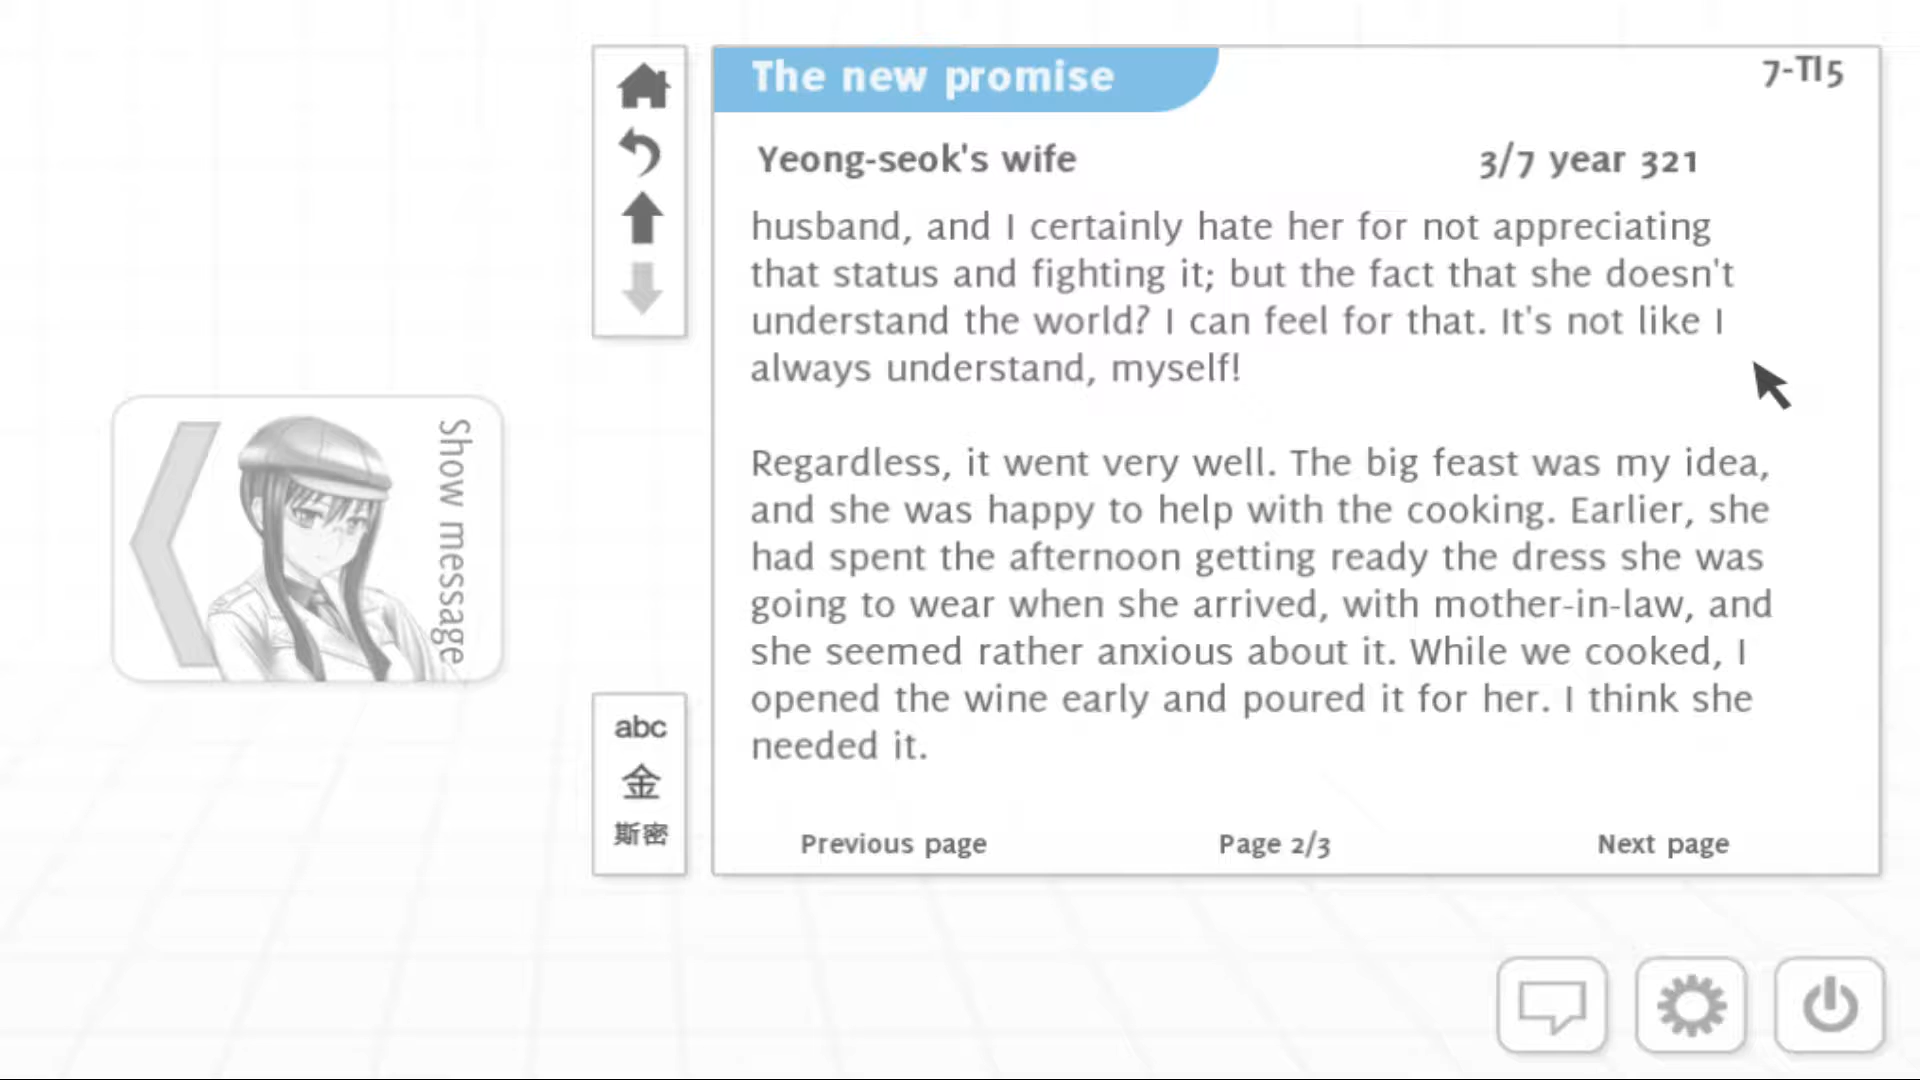 The new promise
7-TI5
Yeong-seok's wife
3/7 year 321
husband, and I certainly hate her for not appreciating
that status and fighting it; but the fact that she doesn't
understand the world? I can feel for that. It's not like I
always understand, myself!
Regardless, it went very well. The big feast was my idea,
and she was happy to help with the cooking. Earlier, she
had spent the afternoon getting ready the dress she was
going to wear when she arrived, with mother-in-law, and
she seemed rather anxious about it. While we cooked, I
opened the wine early and poured it for her. I think she
needed it.
Previous page
Page 2/3
Next page
Show message
abc
金
斯密